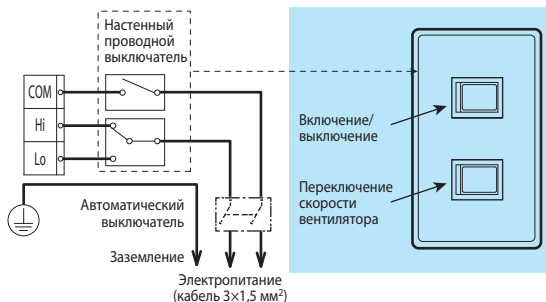 Настенный
проводной
выключатель
COM
Hi
Lo
Включение/
выключение
Переключение
скорости
вентилятора
Автоматический
выключатель
Заземление
Электропитание
(кабель 3×1,5 мм²)